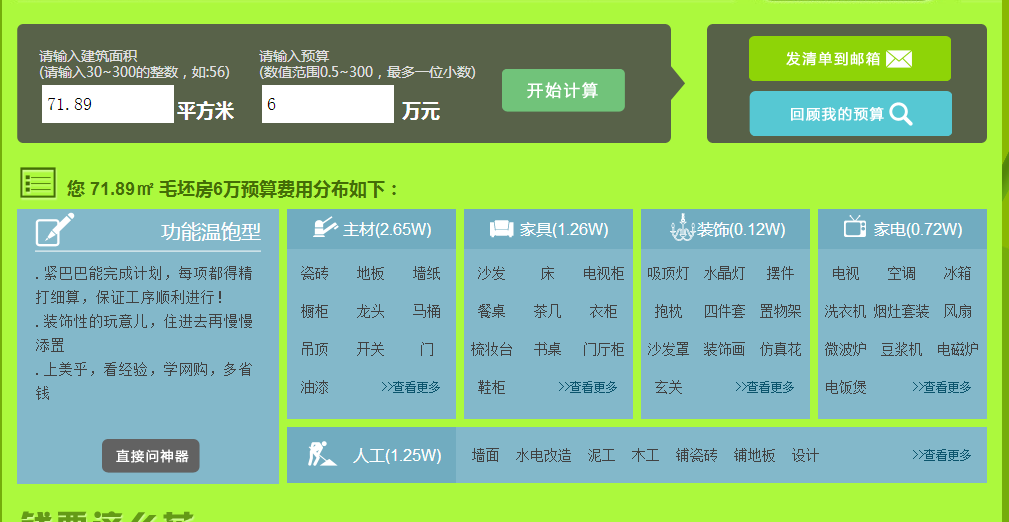 请输入建筑面积
(请输入30~300的整数，如:56)
71.89 平方米
请输入预算
(数值范围0.5~300，最多一位小数)
6 万元
开始计算
发清单到邮箱
回顾我的预算
您 71.89㎡ 毛坯房6万预算费用分布如下：
功能温饱型
. 紧巴巴能完成计划，每项都得精
打细算，保证工序顺利进行！
. 装饰性的玩意儿，住进去再慢慢
添置
. 上美乎，看经验，学网购，多省
钱
直接问神器
主材(2.65W)
瓷砖 地板 墙纸
橱柜 龙头 马桶
吊顶 开关 门
油漆 >>查看更多
家具(1.26W)
沙发 床 电视柜
餐桌 茶几 衣柜
梳妆台 书桌 门厅柜
鞋柜 >>查看更多
装饰(0.12W)
吸顶灯 水晶灯 摆件
抱枕 四件套 置物架
沙发罩 装饰画 仿真花
玄关 >>查看更多
家电(0.72W)
电视 空调 冰箱
洗衣机 烟灶套装 风扇
微波炉 豆浆机 电磁炉
电饭煲 >>查看更多
人工(1.25W)
墙面 水电改造 泥工 木工 铺瓷砖 铺地板 设计 >>查看更多